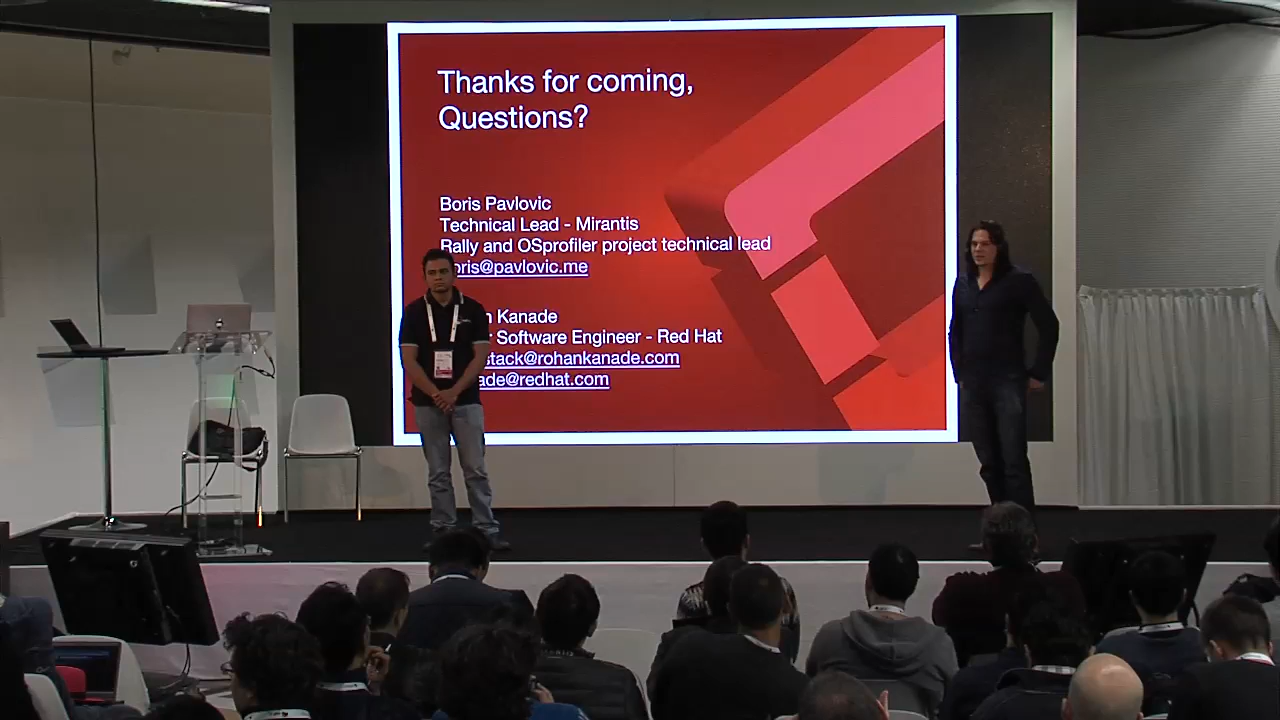 Thanks for coming,
Questions?
Boris Pavlovic
Technical Lead - Mirantis
Rally and OSprofiler project technical lead
oris@pavlovic.me
n Kanade
r Software Engineer - Red Hat
stack@rohankanade.com
ade@redhat.com